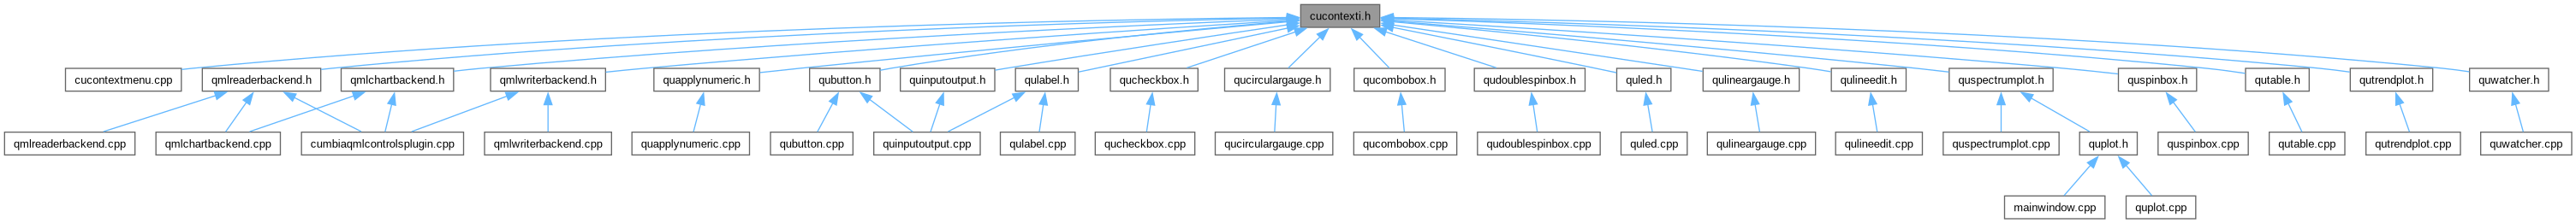 cucontexti.h
cucontextmenu.cpp
qmlreaderbackend.h
qmlchartbackend.h
qmlwriterbackend.h
quapplynumeric.h
qubutton.h
quinputoutput.h
qulabel.h
qucheckbox.h
qucirculargauge.h
qucombobox.h
qudoublespinbox.h
quled.h
qulineargauge.h
qulineedit.h
quspectrumplot.h
quspinbox.h
qutable.h
qutrendplot.h
quwatcher.h
qmlreaderbackend.cpp
qmlchartbackend.cpp
cumbiaqmlcontrolsplugin.cpp
qmlwriterbackend.cpp
quapplynumeric.cpp
qubutton.cpp
quinputoutput.cpp
qulabel.cpp
qucheckbox.cpp
qucirculargauge.cpp
qucombobox.cpp
qudoublespinbox.cpp
quled.cpp
qulineargauge.cpp
qulineedit.cpp
quspectrumplot.cpp
quplot.h
quspinbox.cpp
qutable.cpp
qutrendplot.cpp
quwatcher.cpp
mainwindow.cpp
quplot.cpp